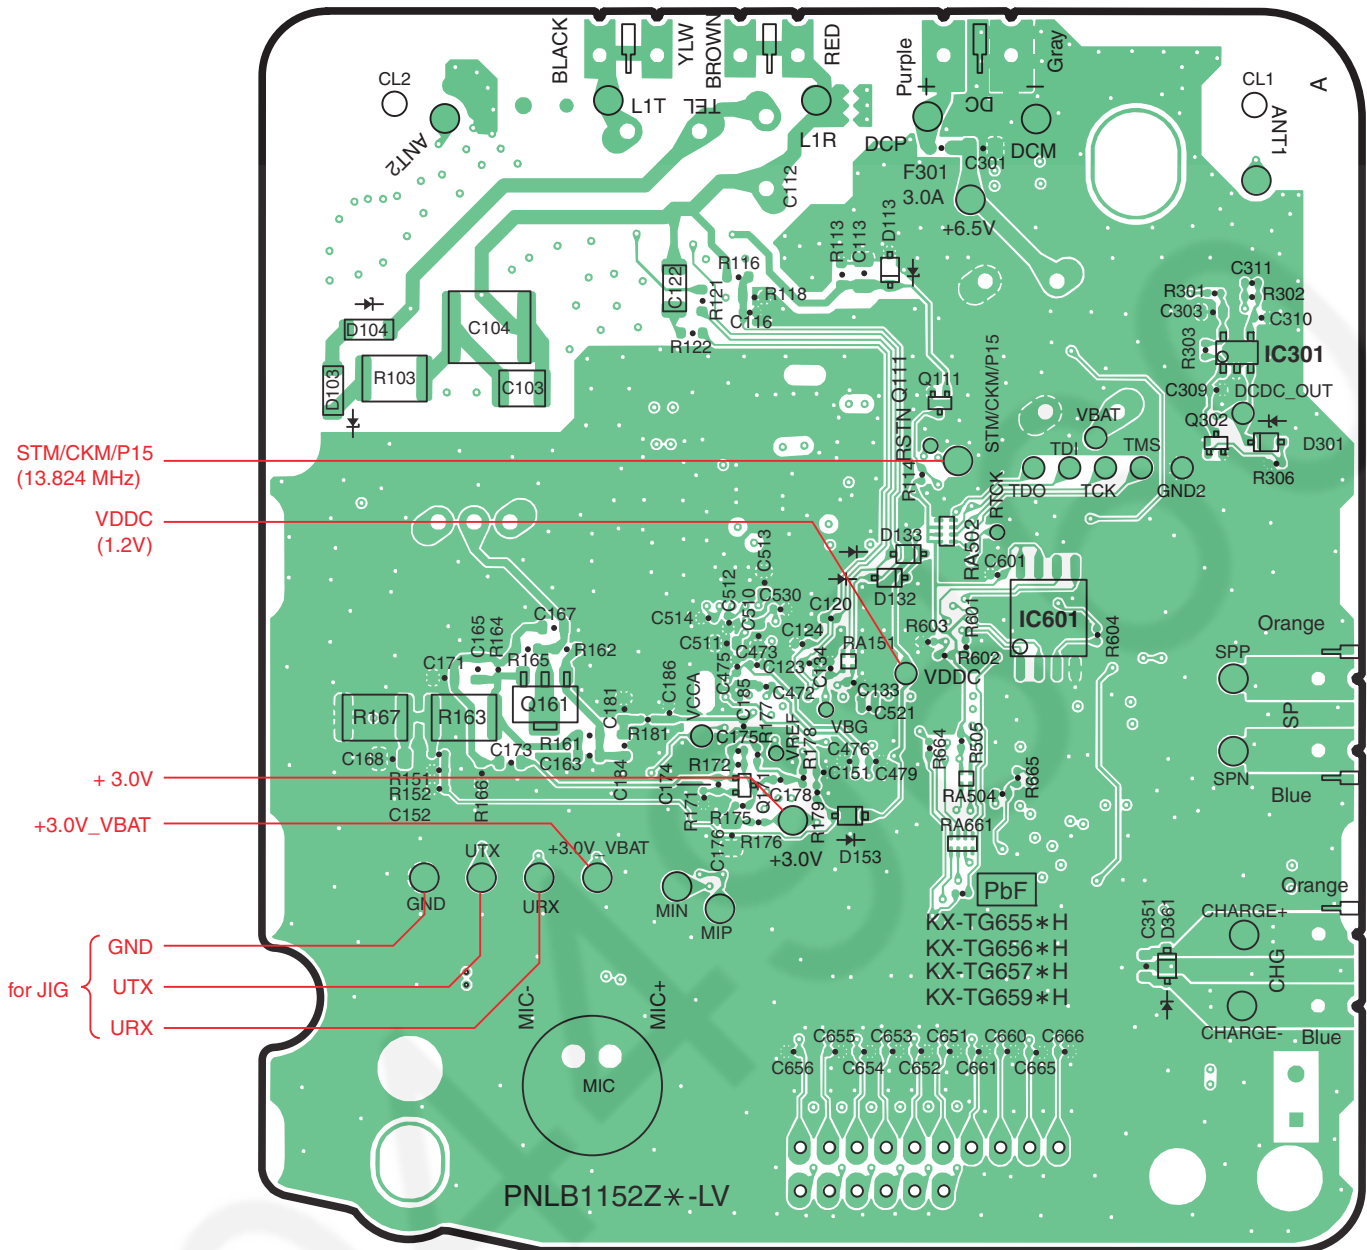 BLACK
YLW
BROWN
RED
Purple
Gray
CL2
CL1
A
ANT2
ANT1
L1T
TEL
L1R
DCP
DC
DCM
+
-
F301
3.0A
C301
+6.5V
C112
R113
C113
D113
R116
C122
R121
R118
C116
R122
C311
R301
R302
C303
C310
R303
IC301
D104
C104
D103
R103
C103
Q111
C309
DCDC_OUT
Q302
D301
R306
RSTN Q111
STM/CKM/P15
VBAT
TDI
TMS
TDO
TCK
GND2
R114
RTCK
STM/CKM/P15
(13.824 MHz)
VDDC
(1.2V)
D133
RA502
C601
D132
C513
C512
C510
C530
C514
C511
C120
C124
RA151
R603
R601
R602
IC601
R604
C167
C165
R164
R165
R162
C171
C473
C475
C123
C134
C133
C472
VDDC
Orange
SPP
SP
SPN
Blue
R167
R163
Q161
C181
C186
VCCA
C185
R177
VREF
R178
VBG
C521
R181
C175
C476
R664
R505
C168
C173
R161
C163
C184
R172
C151
C479
R151
R152
C152
R166
C174
R171
Q171
C178
R179
RA504
R665
+ 3.0V
R175
C176
R176
+3.0V
D153
RA661
+3.0V_VBAT
UTX
+3.0V_VBAT
GND
URX
MIN
MIP
PbF
Orange
CHARGE+
C351
D361
CHG
CHARGE-
Blue
KX-TG655*H
KX-TG656*H
KX-TG657*H
KX-TG659*H
for JIG
GND
UTX
URX
MIC-
MIC+
MIC
C655
C653
C651
C660
C666
C656
C654
C652
C661
C665
PNLB1152Z*-LV